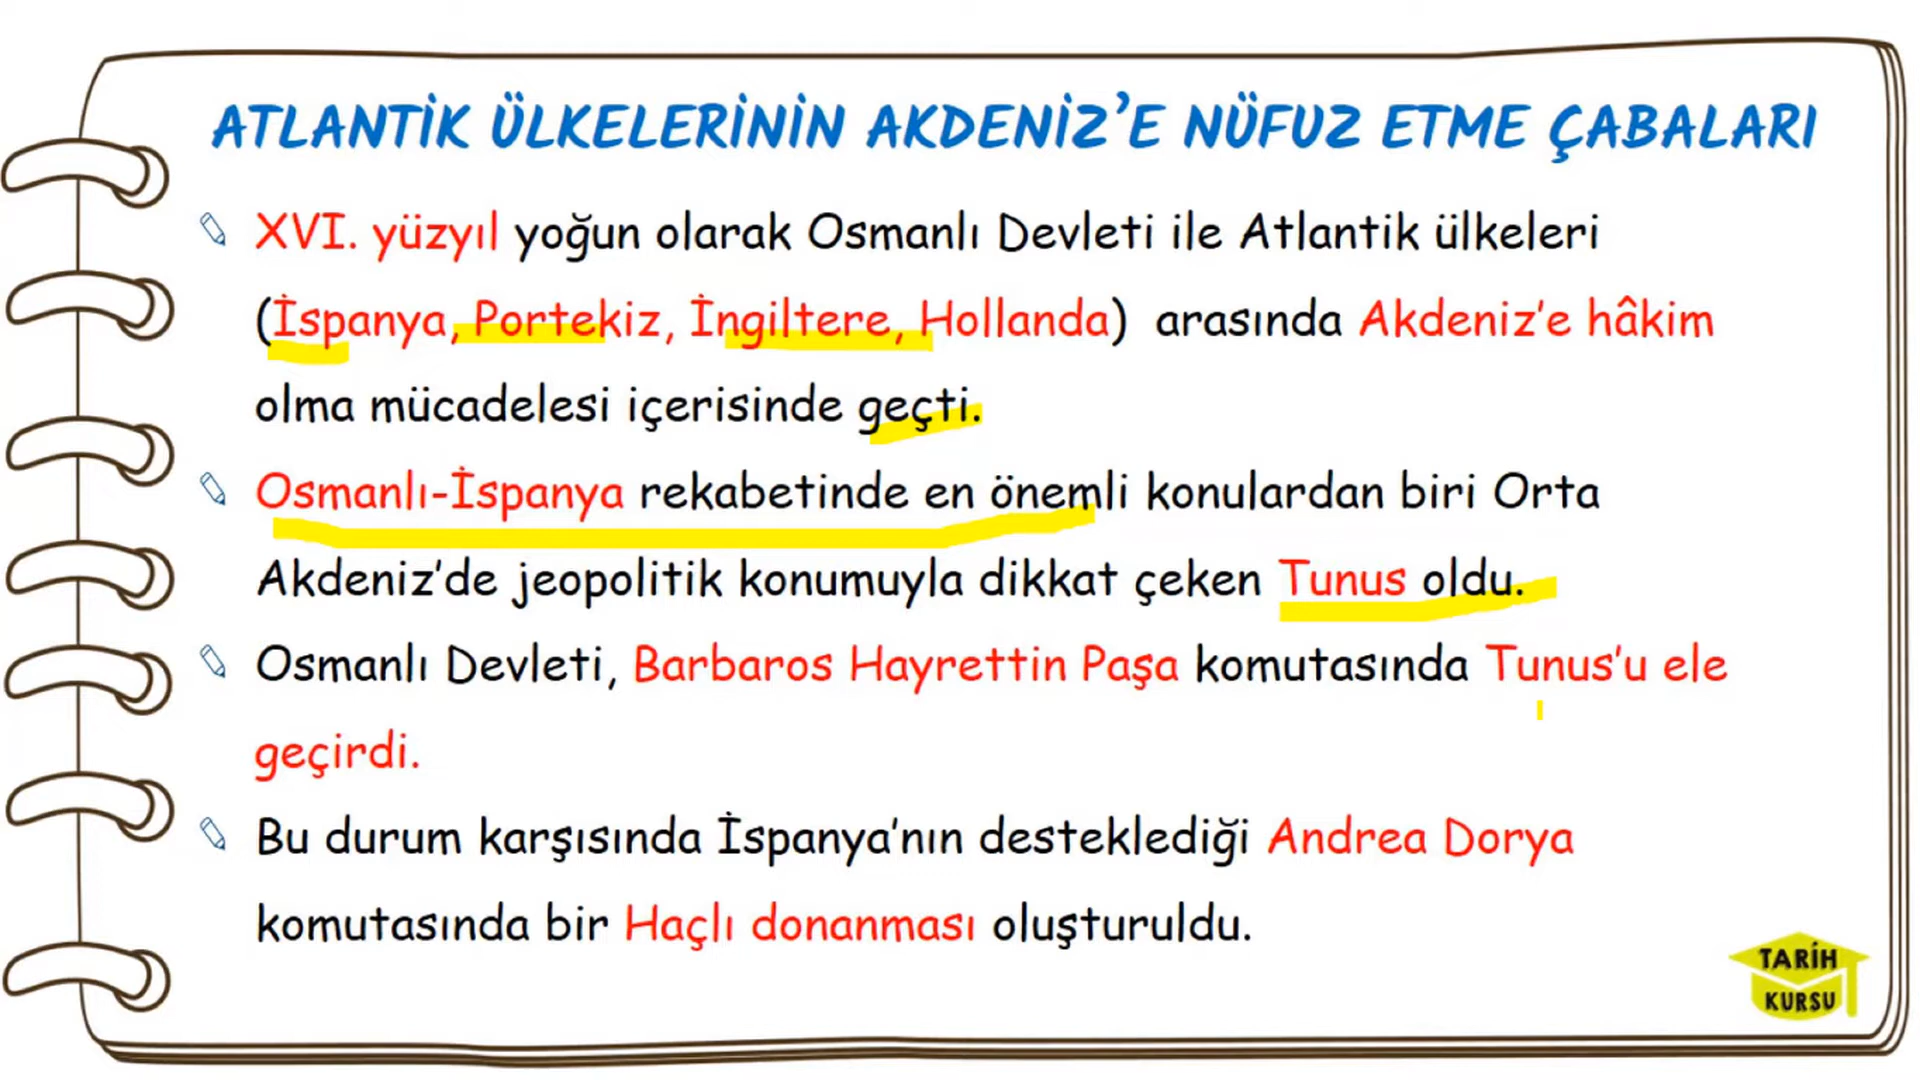 ATLANTİK ÜLKELERİNİN AKDENİZ'E NÜFUZ ETME ÇABALARI
XVI. yüzyıl yoğun olarak Osmanlı Devleti ile Atlantik ülkeleri
(İspanya, Portekiz, İngiltere, Hollanda) arasında Akdeniz'e hâkim
olma mücadelesi içerisinde geçti.
Osmanlı-İspanya rekabetinde en önemli konulardan biri Orta
Akdeniz'de jeopolitik konumuyla dikkat çeken Tunus oldu.
Osmanlı Devleti, Barbaros Hayrettin Paşa komutasında Tunus'u ele
geçirdi.
Bu durum karşısında İspanya'nın desteklediği Andrea Dorya
komutasında bir Haçlı donanması oluşturuldu.
TARİH
KURSU